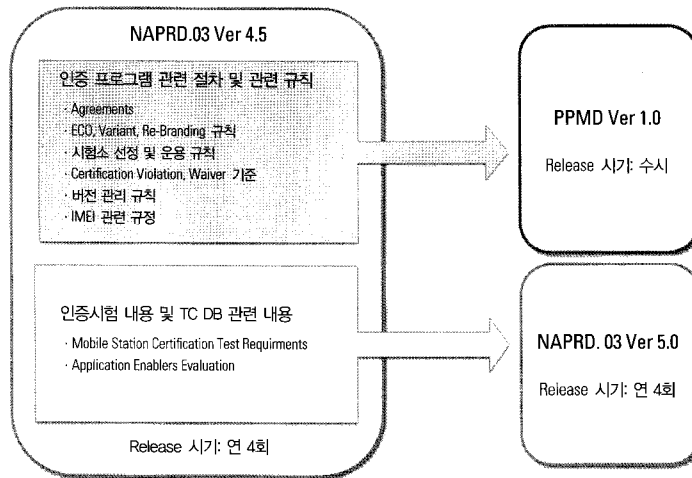 NAPRD.03 Ver 4.5
인증 프로그램 관련 절차 및 관련 규칙
· Agreements
· ECO, Variant, Re-Branding 규칙
· 시험소 선정 및 운용 규칙
· Certification Violation, Waiver 기준
· 버전 관리 규칙
· IMEI 관련 규정
인증시험 내용 및 TC DB 관련 내용
· Mobile Station Certification Test Requirments
· Application Enablers Evaluation
Release 시기: 연 4회
PPMD Ver 1.0
Release 시기: 수시
NAPRD. 03 Ver 5.0
Release 시기: 연 4회